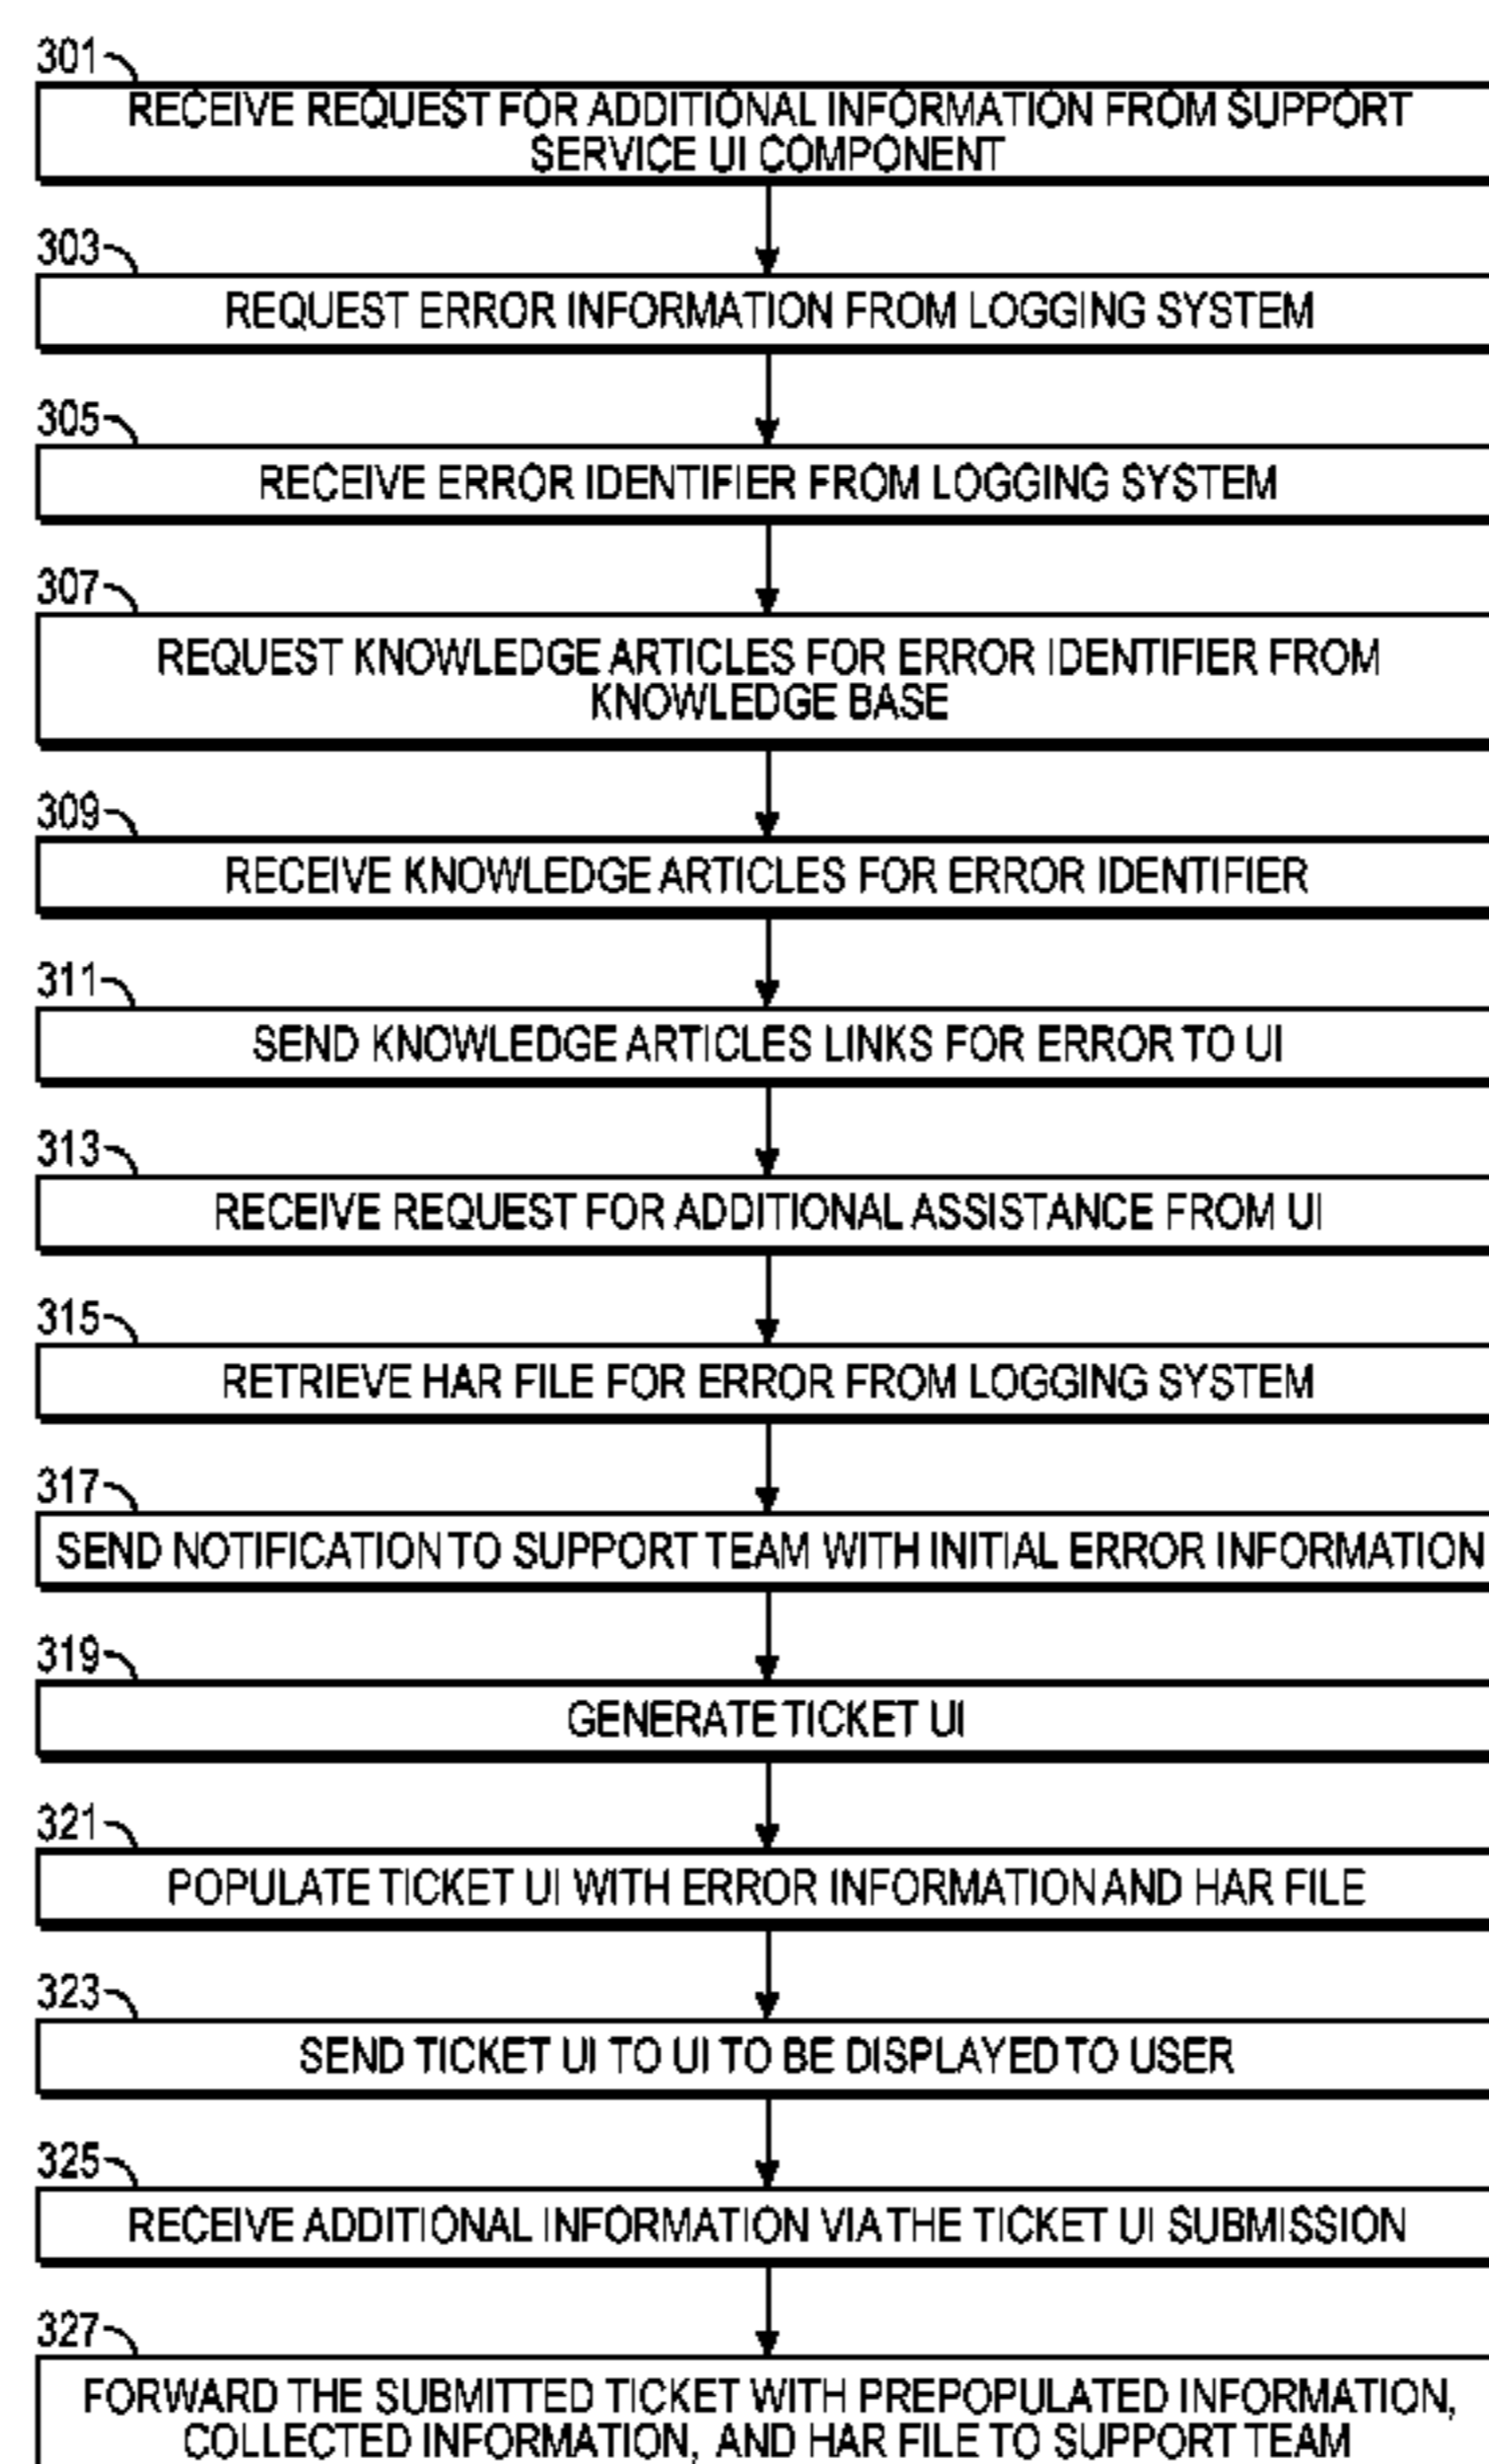 301
RECEIVE REQUEST FOR ADDITIONAL INFORMATION FROM SUPPORT
SERVICE UI COMPONENT
303
REQUEST ERROR INFORMATION FROM LOGGING SYSTEM
305
RECEIVE ERROR IDENTIFIER FROM LOGGING SYSTEM
307
REQUEST KNOWLEDGE ARTICLES FOR ERROR IDENTIFIER FROM
KNOWLEDGE BASE
309
RECEIVE KNOWLEDGE ARTICLES FOR ERROR IDENTIFIER
311
SEND KNOWLEDGE ARTICLES LINKS FOR ERROR TO UI
313
RECEIVE REQUEST FOR ADDITIONAL ASSISTANCE FROM UI
315
RETRIEVE HAR FILE FOR ERROR FROM LOGGING SYSTEM
317
SEND NOTIFICATION TO SUPPORT TEAM WITH INITIAL ERROR INFORMATION
319
GENERATE TICKET UI
321
POPULATE TICKET UI WITH ERROR INFORMATION AND HAR FILE
323
SEND TICKET UI TO UI TO BE DISPLAYED TO USER
325
RECEIVE ADDITIONAL INFORMATION VIA THE TICKET UI SUBMISSION
327
FORWARD THE SUBMITTED TICKET WITH PREPOPULATED INFORMATION,
COLLECTED INFORMATION, AND HAR FILE TO SUPPORT TEAM